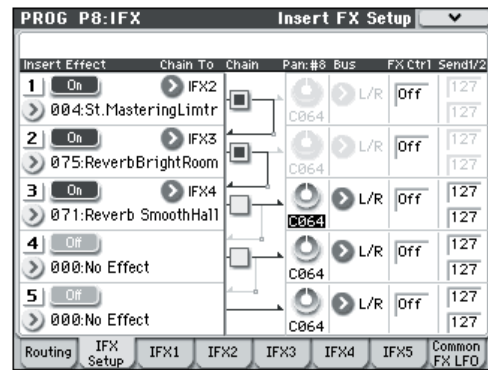 PROG P8:IFX Insert FX Setup
Insert Effect Chain To Chain Pan:#8 Bus FX Ctrl Send1/2
1 On IFX2 L/R Off 127
004:St.MasteringLimtr C064 127
2 On IFX3 L/R Off 127
075:ReverbBrightRoom C064 127
3 On IFX4 L/R Off 127
071:Reverb SmoothHall C064 127
4 Off L/R Off 127
000:No Effect C064 127
5 Off L/R Off 127
000:No Effect C064 127
Routing IFX Setup IFX1 IFX2 IFX3 IFX4 IFX5 Common FX LFO